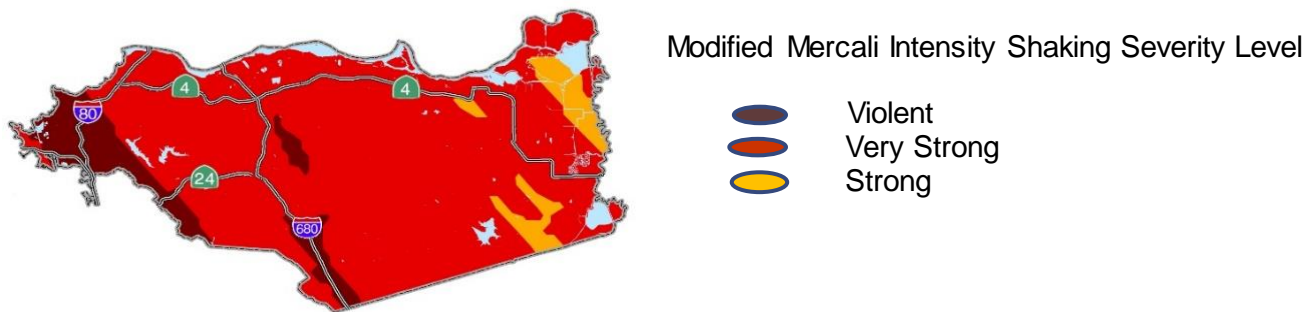 Modified Mercali Intensity Shaking Severity Level
4
4
80
Violent
Very Strong
24
Strong
680